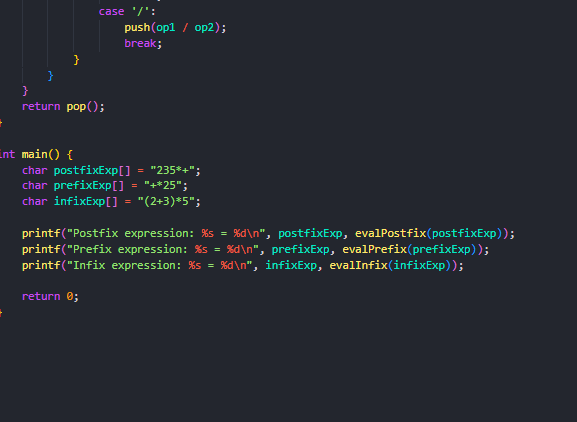 case '/':
push(op1 / op2);
break;
}
}
}
return pop();
}
int main() {
char postfixExp[] = "235*+";
char prefixExp[] = "+*25";
char infixExp[] = "(2+3)*5";
printf("Postfix expression: %s = %d\n", postfixExp, evalPostfix(postfixExp));
printf("Prefix expression: %s = %d\n", prefixExp, evalPrefix(prefixExp));
printf("Infix expression: %s = %d\n", infixExp, evalInfix(infixExp));
return 0;
}